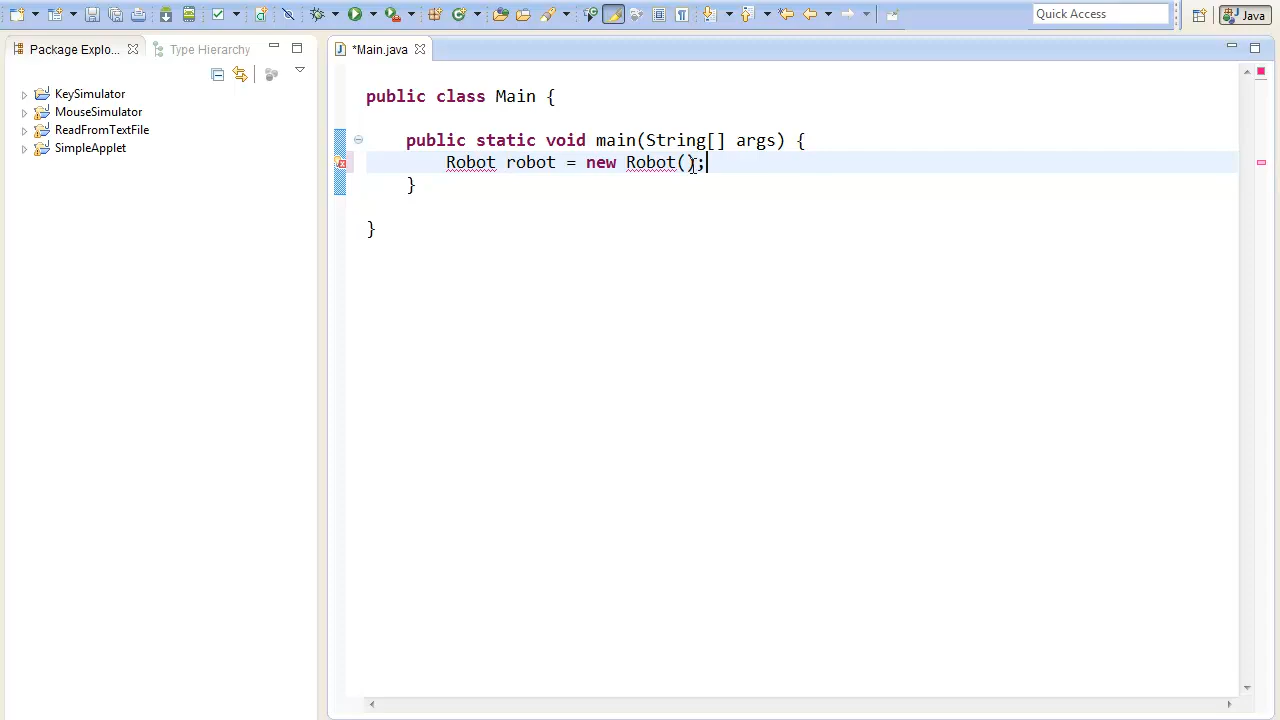 Quick Access
Java
Package Explo...
Type Hierarchy
*Main.java
KeySimulator
MouseSimulator
ReadFromTextFile
SimpleApplet
public class Main {
public static void main(String[] args) {
Robot robot = new Robot();
}
}